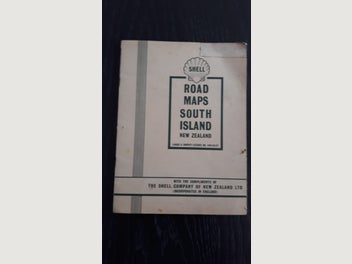 SHELL
ROAD
MAPS
SOUTH
ISLAND
NEW ZEALAND
WITH THE COMPLIMENTS OF
THE SHELL COMPANY OF NEW ZEALAND LTD
(INCORPORATED IN ENGLAND)